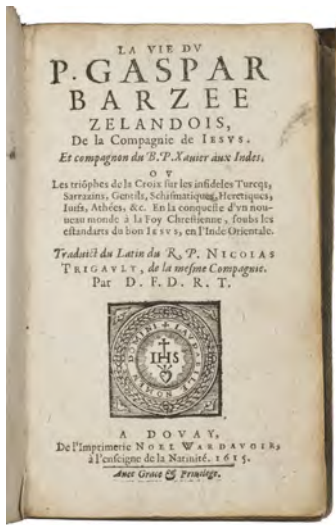 LA VIE DV
P. GASPAR
BARZEE
ZELANDOIS,
De la Compagnie de IESVS.
Et compagnon du B. P. Xauier aux Indes.
OV
Les triõphes de la Croix sur les infideles Turcqs,
Sarrazins, Gentils, Schismatiques, Heretiques,
Iuifs, Athées, &c. En la conqueste d'vn nou-
ueau monde à la Foy Chrestienne, soubs les
estandarts du bon IESVS, en l'Inde Orientale.
Traduict du Latin du R. P. NICOLAS
TRIGAVLT, de la mesme Compagnie.
Par D. F. D. R. T.
IHS
A DOVAY,
De l'Imprimerie NOEL WARDAVOIR,
à l'enseigne de la Natiuité. 1615.
Auec Grace & Priuilege.